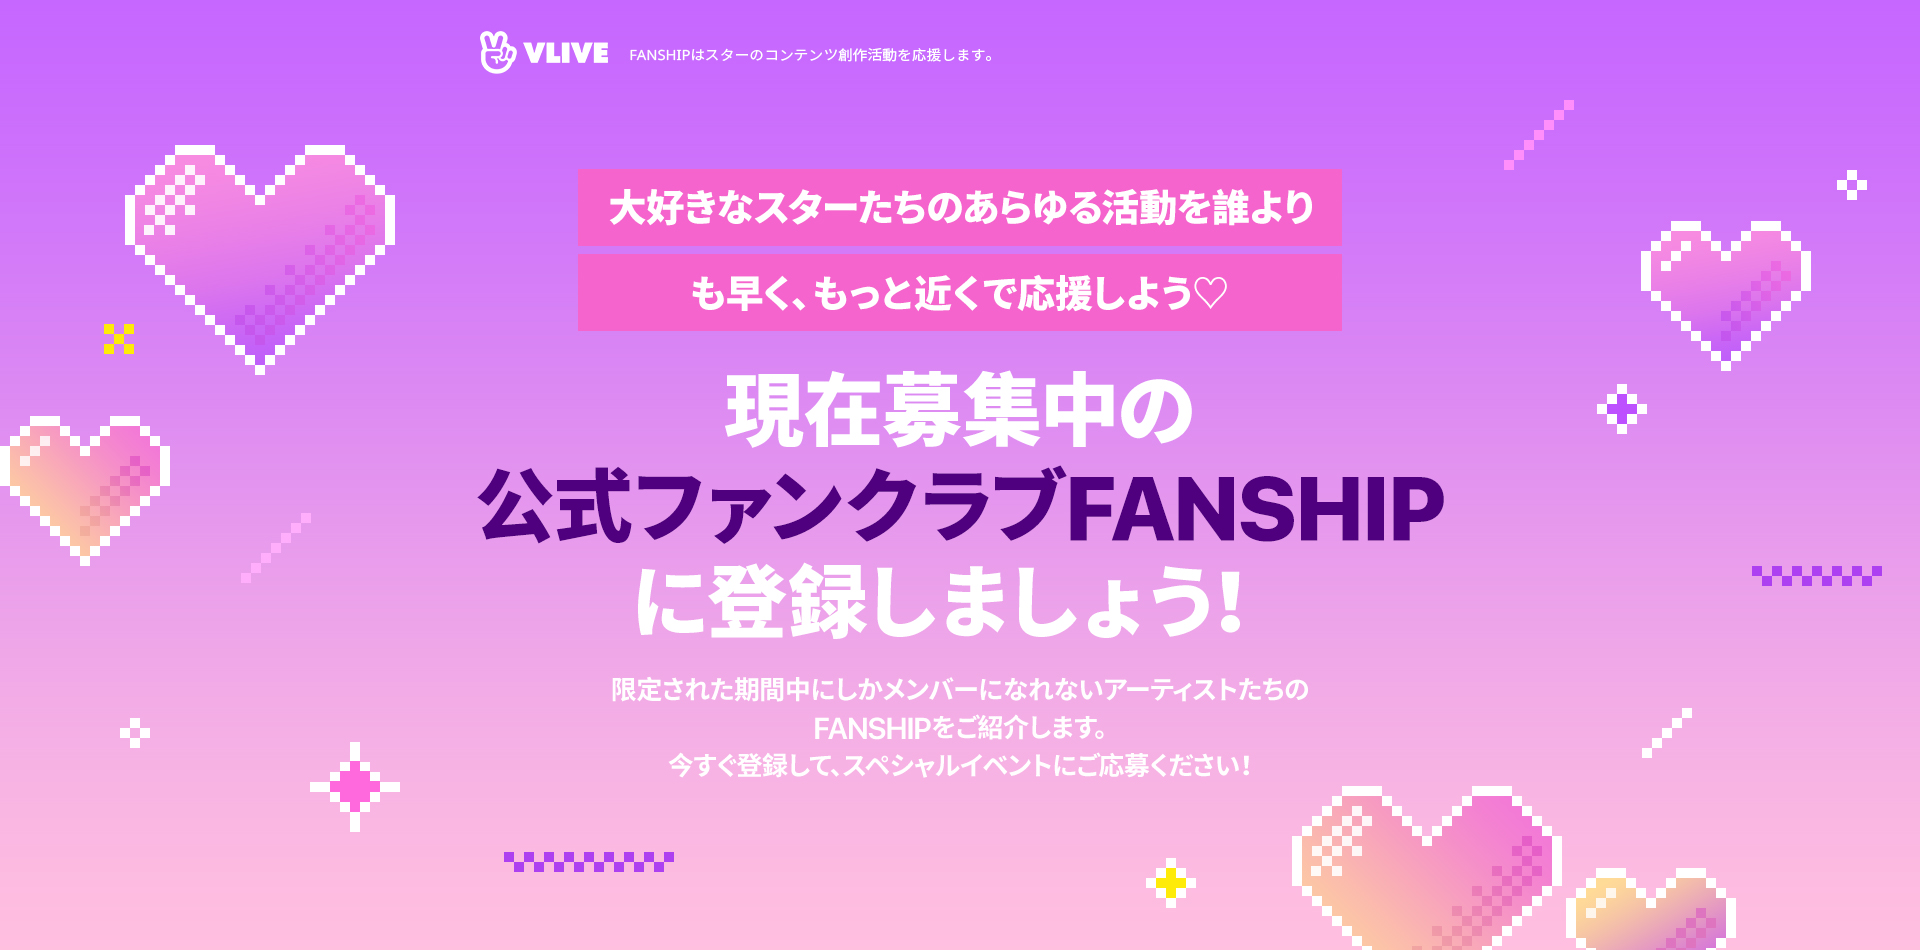 VLIVE FANSHIPはスターのコンテンツ創作活動を応援します。
大好きなスターたちのあらゆる活動を誰より
も早く、もっと近くで応援しよう♡
現在募集中の
公式ファンクラブFANSHIP
に登録しましょう!
限定された期間中にしかメンバーになれないアーティストたちの
FANSHIPをご紹介します。
今すぐ登録して、スペシャルイベントにご応募ください!